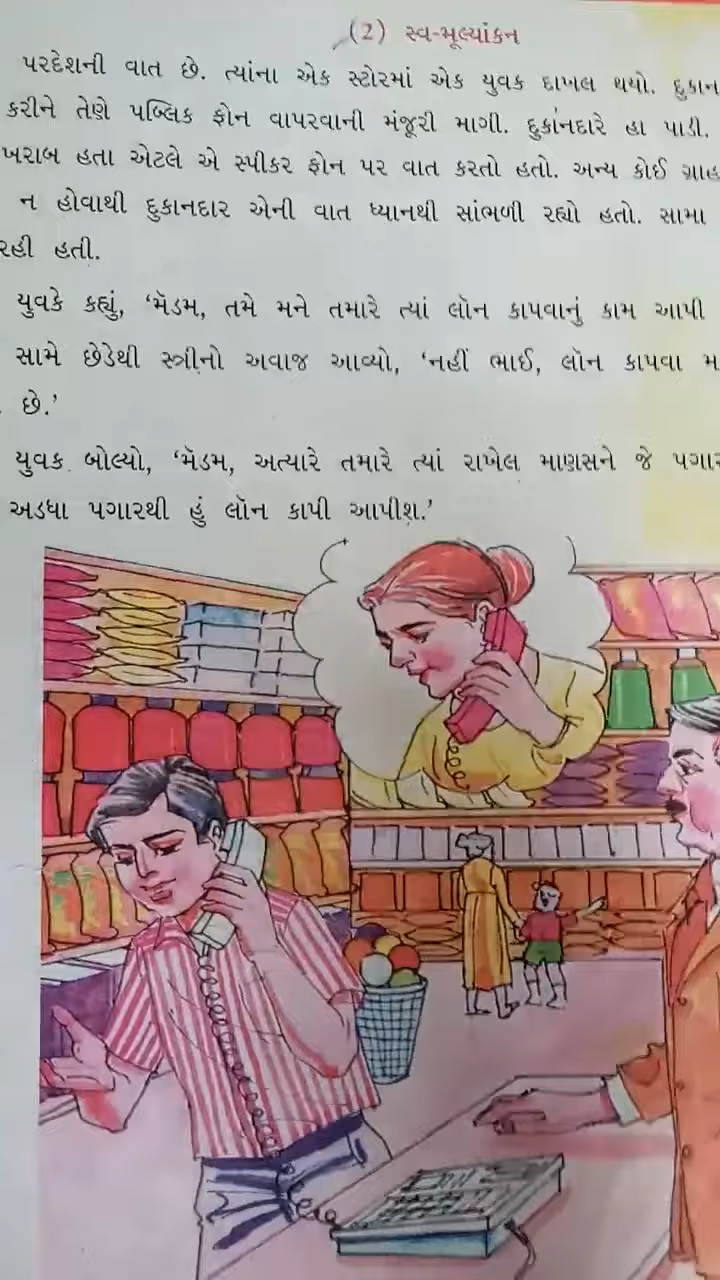 (2) સ્વ-મૂલ્યાંકન
પરદેશની વાત છે. ત્યાંના એક સ્ટોરમાં એક યુવક દાખલ થયો. દુકાન
કરીને તેણે પબ્લિક ફોન વાપરવાની મંજૂરી માગી. દુકાનદારે હા પાડી.
ખરાબ હતા એટલે એ સ્પીકર ફોન પર વાત કરતો હતો. અન્ય કોઈ ગ્રાહ
ન હોવાથી દુકાનદાર એની વાત ધ્યાનથી સાંભળી રહ્યો હતો. સામા
રહી હતી.
યુવકે કહ્યું, ‘મૅડમ, તમે મને તમારે ત્યાં લૉન કાપવાનું કામ આપી
સામે છેડેથી સ્ત્રીનો અવાજ આવ્યો, ‘નહીં ભાઈ, લૉન કાપવા મ
છે.’
યુવક બોલ્યો, ‘મૅડમ, અત્યારે તમારે ત્યાં રાખેલ માણસને જે પગાર
અડધા પગારથી હું લૉન કાપી આપીશ.’